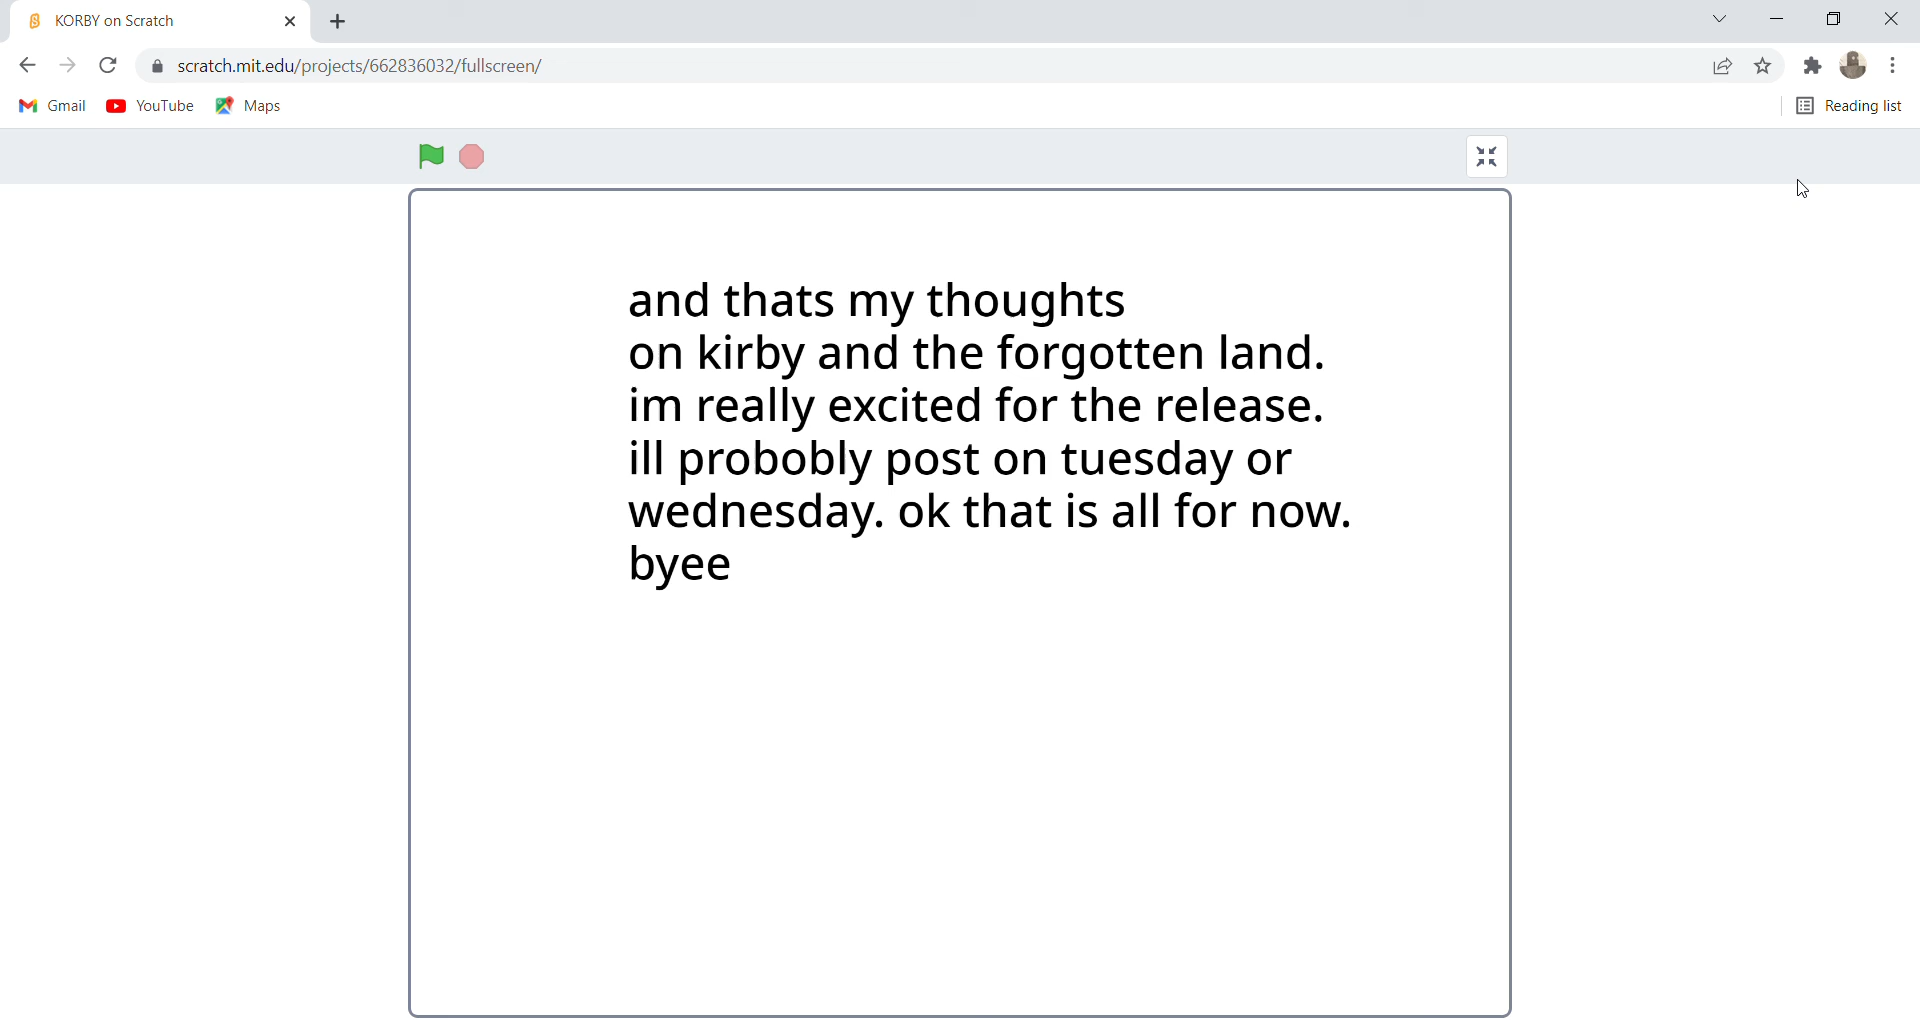 KORBY on Scratch
scratch.mit.edu/projects/662836032/fullscreen/
Gmail YouTube Maps Reading list
and thats my thoughts
on kirby and the forgotten land.
im really excited for the release.
ill probobly post on tuesday or
wednesday. ok that is all for now.
byee